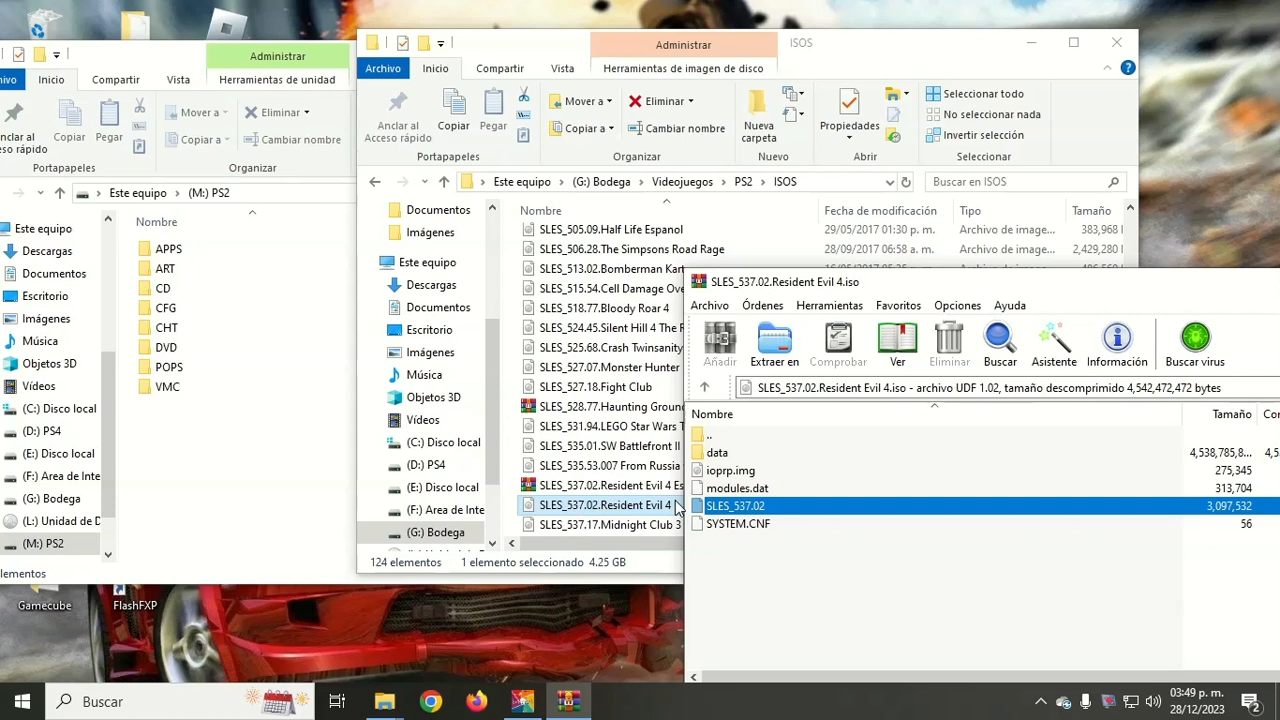 Administrar
ivo
Inicio
Compartir
Vista
Herramientas de unidad
Copiar
Pegar
Mover a
Copiar a
Eliminar
Cambiar nombre
Anclar al
Acceso rápido
Portapapeles
Organizar
Este equipo
(M:) PS2
Nombre
Este equipo
Descargas
Documentos
Escritorio
Imágenes
Música
Objetos 3D
Vídeos
(C:) Disco local
(D:) PS4
(E:) Disco local
(F:) Area de Inte
(G:) Bodega
(L:) Unidad de D
(M:) PS2
APPS
ART
CD
CFG
CHT
DVD
POPS
VMC
elementos
Administrar
ISOS
Archivo
Inicio
Compartir
Vista
Herramientas de imagen de disco
Anclar al
Acceso rápido
Copiar
Pegar
Mover a
Copiar a
Eliminar
Cambiar nombre
Nueva
carpeta
Propiedades
Seleccionar todo
No seleccionar nada
Invertir selección
Portapapeles
Organizar
Nuevo
Abrir
Seleccionar
Este equipo
(G:) Bodega
Videojuegos
PS2
ISOS
Buscar en ISOS
Documentos
Imágenes
Este equipo
Descargas
Documentos
Escritorio
Imágenes
Música
Objetos 3D
Vídeos
(C:) Disco local
(D:) PS4
(E:) Disco local
(F:) Area de Inte
(G:) Bodega
Nombre
Fecha de modificación
Tipo
Tamaño
SLES_505.09.Half Life Espanol
29/05/2017 01:30 p. m.
Archivo de image...
383,968
SLES_506.28.The Simpsons Road Rage
28/09/2017 06:58 a. m.
Archivo de image...
2,429,280
SLES_513.02.Bomberman Kart
SLES_515.54.Cell Damage Ove
SLES_518.77.Bloody Roar 4
SLES_524.45.Silent Hill 4 The R
SLES_525.68.Crash Twinsanity
SLES_527.07.Monster Hunter
SLES_527.18.Fight Club
SLES_528.77.Haunting Ground
SLES_531.94.LEGO Star Wars T
SLES_535.01.SW Battlefront II
SLES_535.53.007 From Russia
SLES_537.02.Resident Evil 4 Es
SLES_537.02.Resident Evil 4
SLES_537.17.Midnight Club 3
124 elementos
1 elemento seleccionado
4.25 GB
SLES_537.02.Resident Evil 4.iso
Archivo
Órdenes
Herramientas
Favoritos
Opciones
Ayuda
Añadir
Extraer en
Comprobar
Ver
Eliminar
Buscar
Asistente
Información
Buscar virus
SLES_537.02.Resident Evil 4.iso - archivo UDF 1.02, tamaño descomprimido 4,542,472,472 bytes
Nombre
Tamaño
..
data
4,538,785,8...
ioprp.img
275,345
modules.dat
313,704
SLES_537.02
3,097,532
SYSTEM.CNF
56
Gamecube
FlashFXP
Buscar
03:49 p. m.
28/12/2023
2